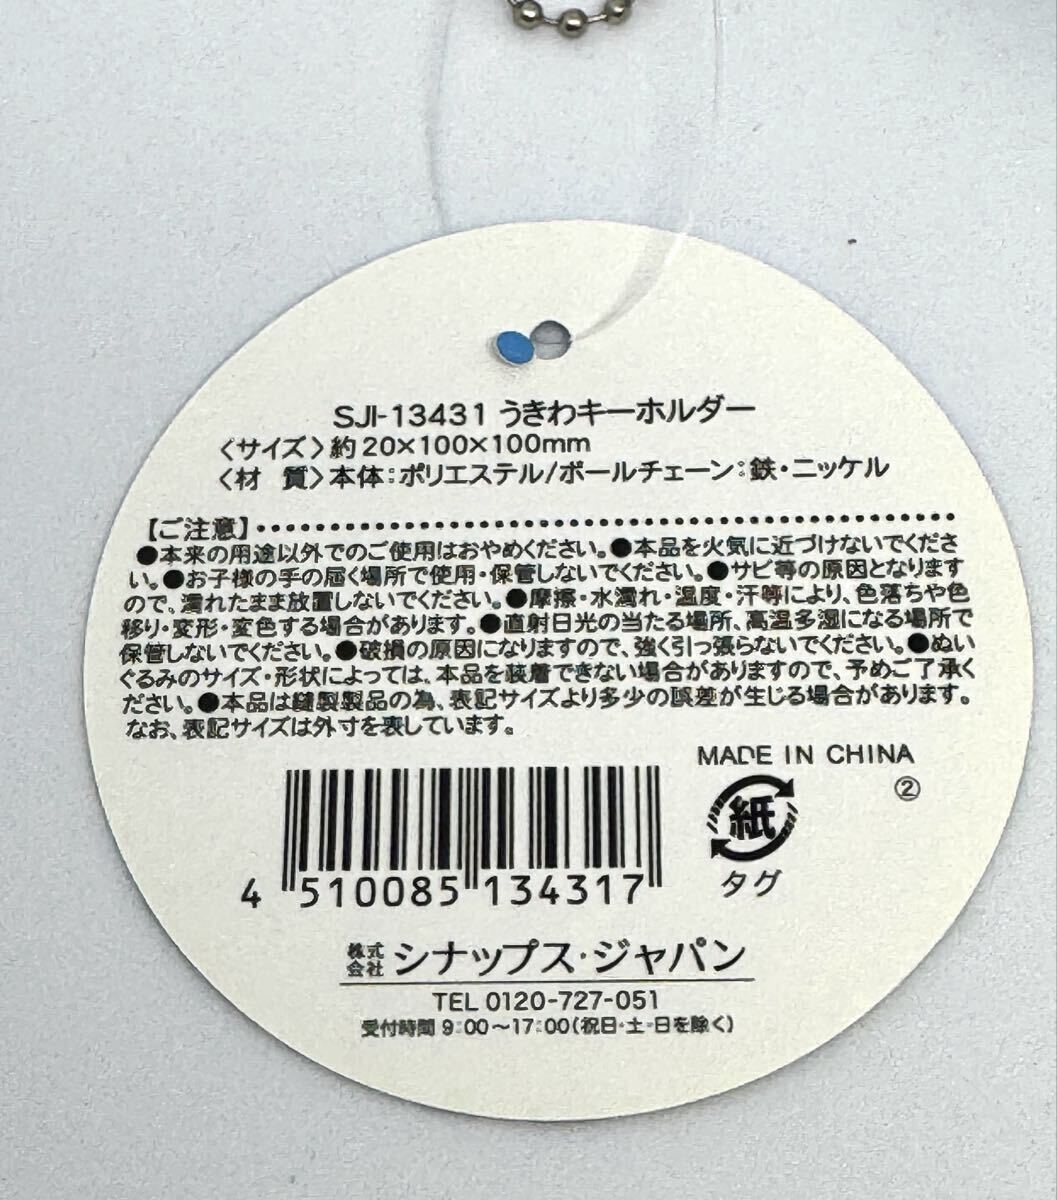 SJI-13431 うきわキーホルダー
〈サイズ〉約20×100×100mm
〈材　質〉本体：ポリエステル/ボールチェーン：鉄・ニッケル
【ご注意】
●本来の用途以外でのご使用はおやめください。●本品を火気に近づけないでくださ
い。●お子様の手の届く場所で使用・保管しないでください。●サビ等の原因となります
ので、濡れたまま放置しないでください。●摩擦・水濡れ・温度・汗等により、色落ちや色
移り・変形・変色する場合があります。●直射日光の当たる場所、高温多湿になる場所で
保管しないでください。●破損の原因になりますので、強く引っ張らないでください。●ぬい
ぐるみのサイズ・形状によっては、本品を装着できない場合がありますので、予めご了承く
ださい。●本品は縫製製品の為、表記サイズより多少の誤差が生じる場合があります。
なお、表記サイズは外寸を表しています。
MADE IN CHINA
②
紙
タグ
4 510085 134317
株式会社 シナップス・ジャパン
TEL 0120-727-051
受付時間 9:00〜17:00(祝日・土・日を除く)